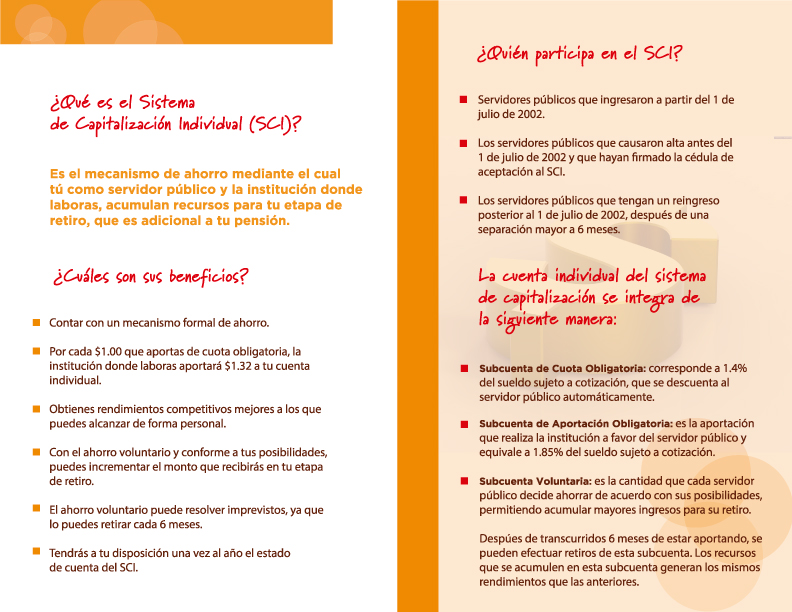 ¿Qué es el Sistema
de Capitalización Individual (SCI)?
Es el mecanismo de ahorro mediante el cual
tú como servidor público y la institución donde
laboras, acumulan recursos para tu etapa de
retiro, que es adicional a tu pensión.
¿Cuáles son sus beneficios?
Contar con un mecanismo formal de ahorro.
Por cada $1.00 que aportas de cuota obligatoria, la
institución donde laboras aportará $1.32 a tu cuenta
individual.
Obtienes rendimientos competitivos mejores a los que
puedes alcanzar de forma personal.
Con el ahorro voluntario y conforme a tus posibilidades,
puedes incrementar el monto que recibirás en tu etapa
de retiro.
El ahorro voluntario puede resolver imprevistos, ya que
lo puedes retirar cada 6 meses.
Tendrás a tu disposición una vez al año el estado
de cuenta del SCI.
¿Quién participa en el SCI?
Servidores públicos que ingresaron a partir del 1 de
julio de 2002.
Los servidores públicos que causaron alta antes del
1 de julio de 2002 y que hayan firmado la cédula de
aceptación al SCI.
Los servidores públicos que tengan un reingreso
posterior al 1 de julio de 2002, después de una
separación mayor a 6 meses.
La cuenta individual del sistema
de capitalización se integra de
la siguiente manera:
Subcuenta de Cuota Obligatoria: corresponde a 1.4%
del sueldo sujeto a cotización, que se descuenta al
servidor público automáticamente.
Subcuenta de Aportación Obligatoria: es la aportación
que realiza la institución a favor del servidor público y
equivale a 1.85% del sueldo sujeto a cotización.
Subcuenta Voluntaria: es la cantidad que cada servidor
público decide ahorrar de acuerdo con sus posibilidades,
permitiendo acumular mayores ingresos para su retiro.
Despúes de transcurridos 6 meses de estar aportando, se
pueden efectuar retiros de esta subcuenta. Los recursos
que se acumulen en esta subcuenta generan los mismos
rendimientos que las anteriores.